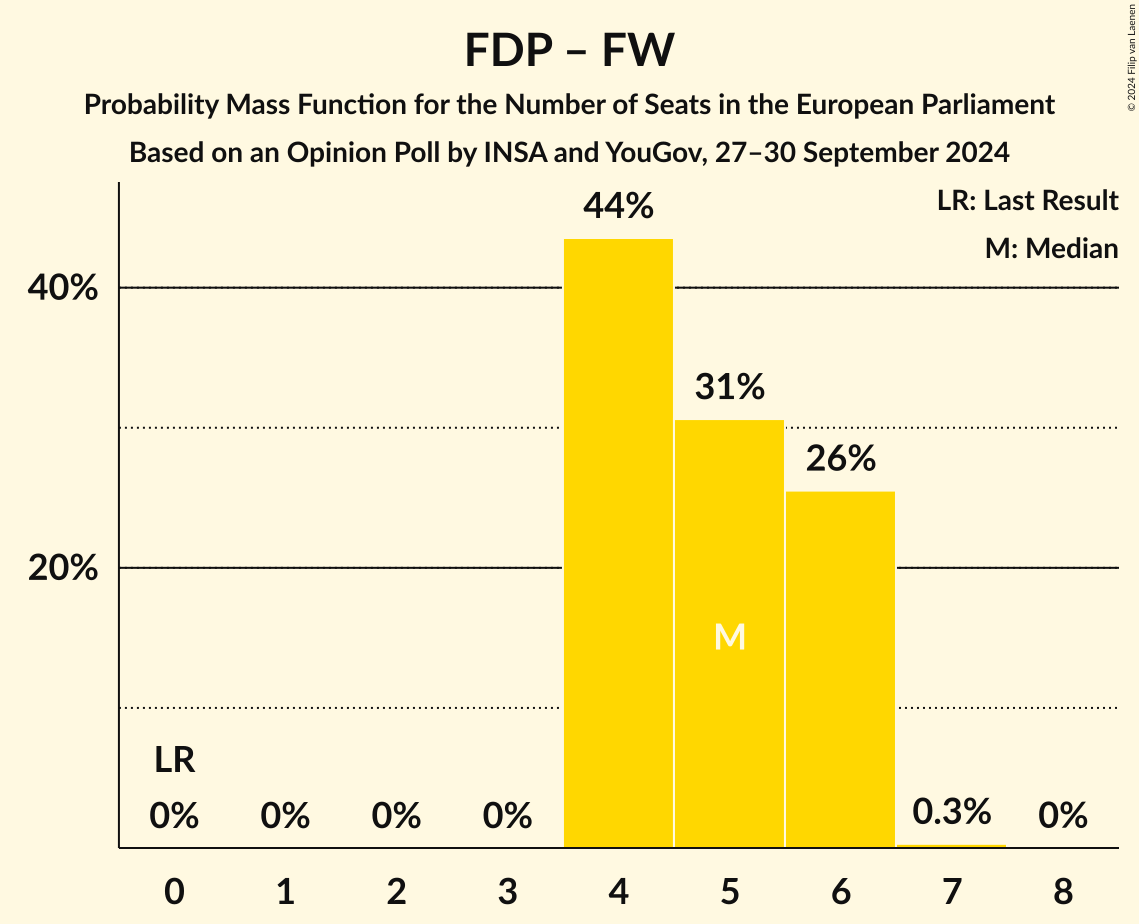 FDP – FW
Probability Mass Function for the Number of Seats in the European Parliament
Based on an Opinion Poll by INSA and YouGov, 27–30 September 2024
© 2024 Filip van Laenen
LR: Last Result
M: Median
44%
40%
31%
26%
20%
M
LR
0% 0% 0% 0% 0.3% 0%
0 1 2 3 4 5 6 7 8